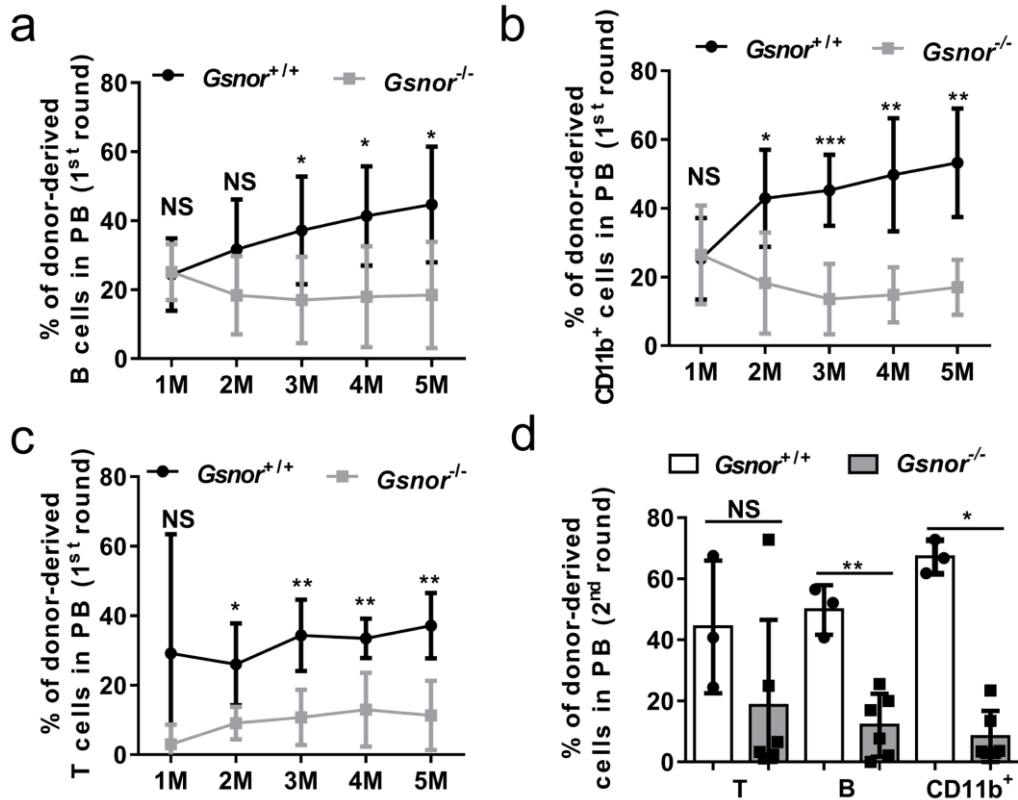 a
Gsnor+/+ Gsnor-/-
% of donor-derived
B cells in PB (1st round)
80
60
40
20
0
NS NS * * *
1M 2M 3M 4M 5M
b
Gsnor+/+ Gsnor-/-
% of donor-derived
CD11b+ cells in PB (1st round)
80
60
40
20
0
NS * *** ** **
1M 2M 3M 4M 5M
c
Gsnor+/+ Gsnor-/-
% of donor-derived
T cells in PB (1st round)
80
60
40
20
0
NS * ** ** **
1M 2M 3M 4M 5M
d
Gsnor+/+ Gsnor-/-
% of donor-derived
cells in PB (2nd round)
80
60
40
20
0
NS ** *
T B CD11b+